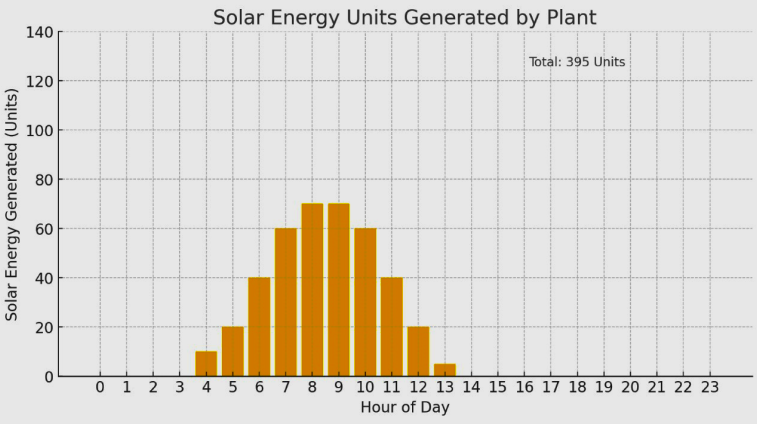 Solar Energy Units Generated by Plant
Total: 395 Units
Solar Energy Generated (Units)
140
120
100
80
60
40
20
0
0 1 2 3 4 5 6 7 8 9 10 11 12 13 14 15 16 17 18 19 20 21 22 23
Hour of Day